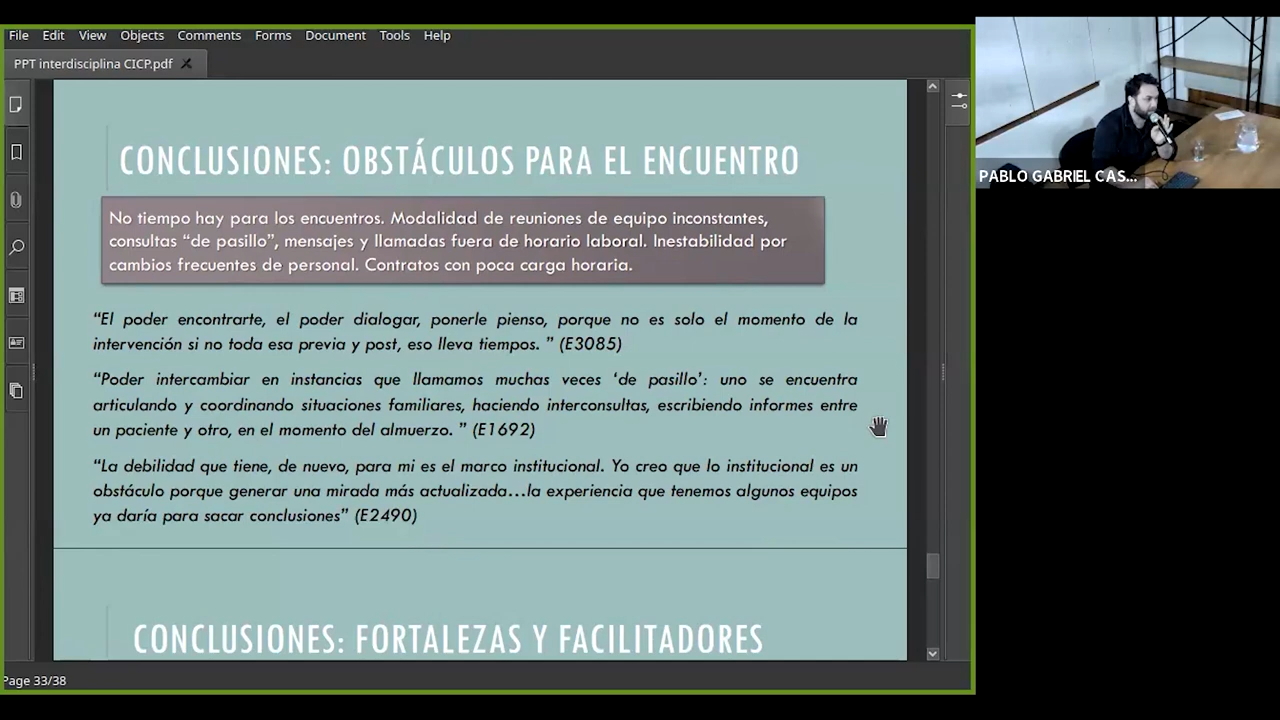 File Edit View Objects Comments Forms Document Tools Help
PPT interdisciplina CICP.pdf
CONCLUSIONES: OBSTÁCULOS PARA EL ENCUENTRO
No tiempo hay para los encuentros. Modalidad de reuniones de equipo inconstantes,
consultas “de pasillo”, mensajes y llamadas fuera de horario laboral. Inestabilidad por
cambios frecuentes de personal. Contratos con poca carga horaria.
“El poder encontrarte, el poder dialogar, ponerle pienso, porque no es solo el momento de la
intervención si no toda esa previa y post, eso lleva tiempos. ” (E3085)
“Poder intercambiar en instancias que llamamos muchas veces ‘de pasillo’: uno se encuentra
articulando y coordinando situaciones familiares, haciendo interconsultas, escribiendo informes entre
un paciente y otro, en el momento del almuerzo. ” (E1692)
“La debilidad que tiene, de nuevo, para mi es el marco institucional. Yo creo que lo institucional es un
obstáculo porque generar una mirada más actualizada...la experiencia que tenemos algunos equipos
ya daría para sacar conclusiones” (E2490)
CONCLUSIONES: FORTALEZAS Y FACILITADORES
Page 33/38
PABLO GABRIEL CAS...